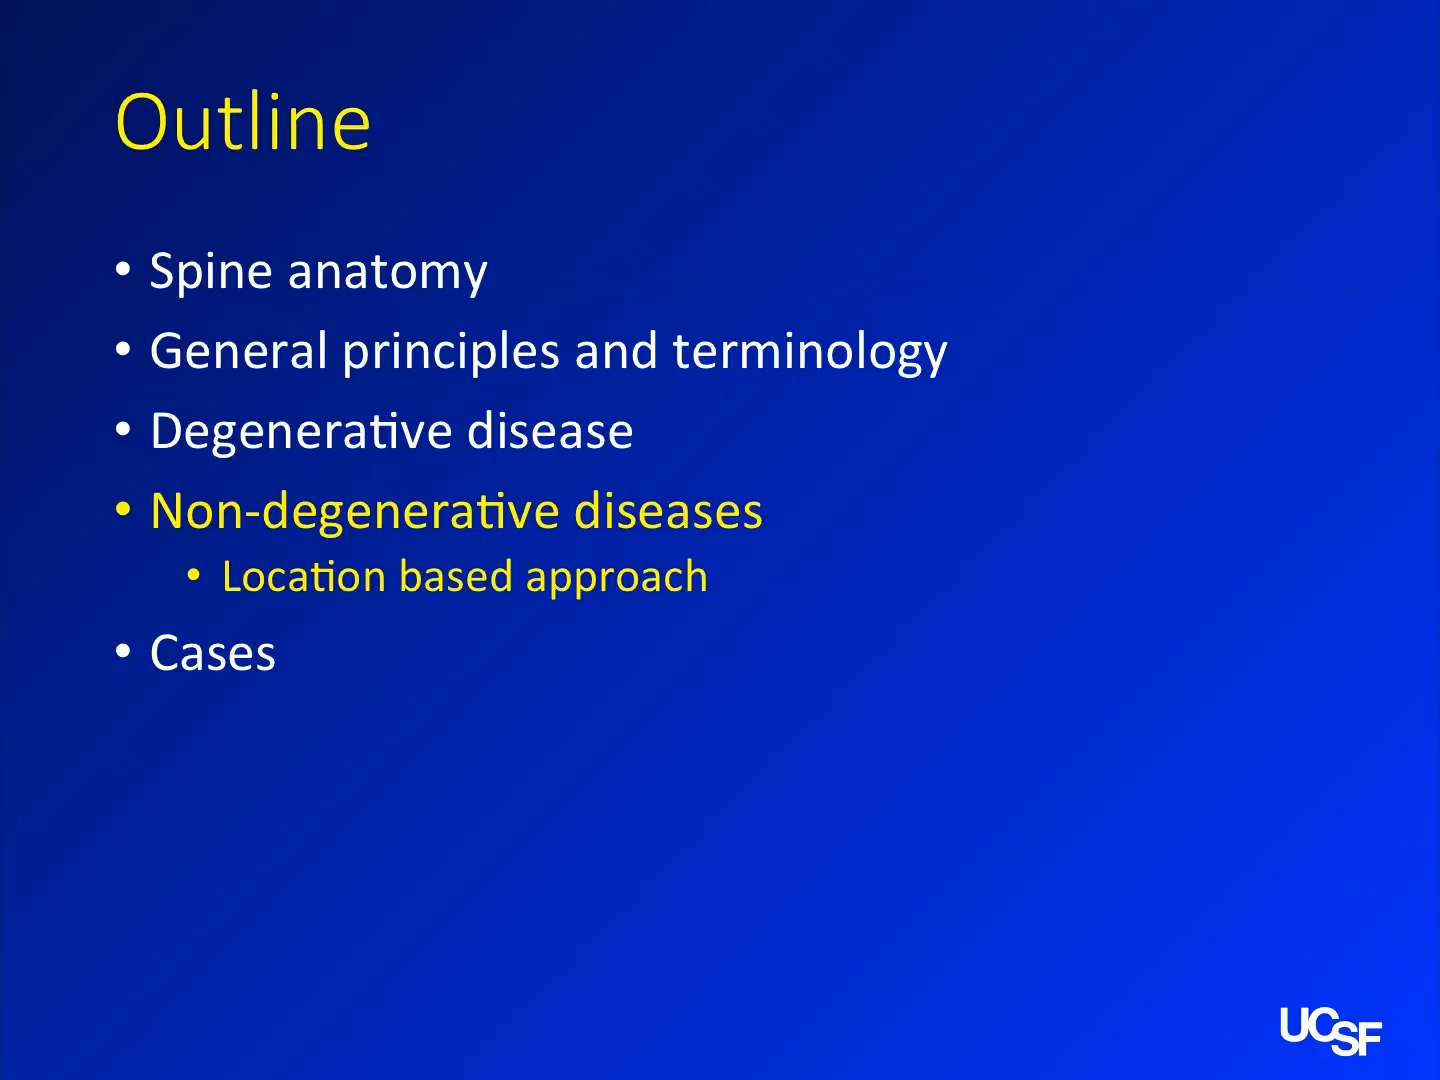 Outline
• Spine anatomy
• General principles and terminology
• Degenerative disease
• Non-degenerative diseases
• Location based approach
• Cases
UCSF